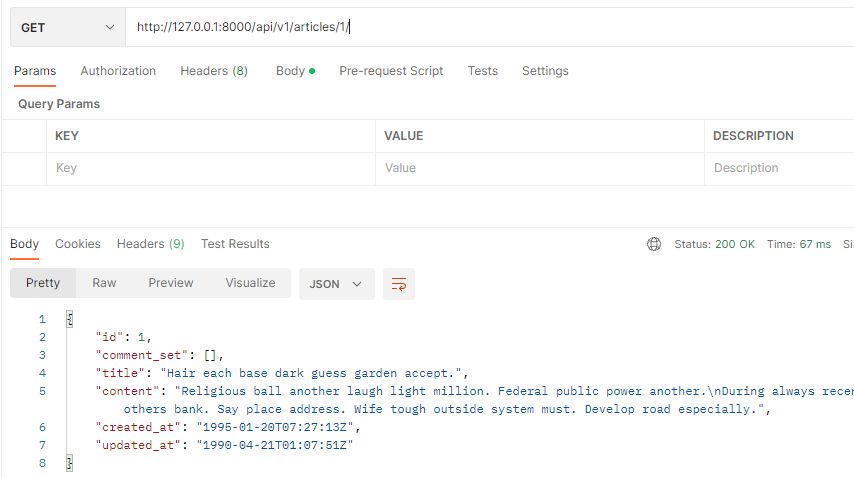 GET http://127.0.0.1:8000/api/v1/articles/1/
Params Authorization Headers (8) Body Pre-request Script Tests Settings
Query Params
KEY VALUE DESCRIPTION
Key Value Description
Body Cookies Headers (9) Test Results Status: 200 OK Time: 67 ms Si
Pretty Raw Preview Visualize JSON
1 {
2 "id": 1,
3 "comment_set": [],
4 "title": "Hair each base dark guess garden accept.",
5 "content": "Religious ball another laugh light million. Federal public power another.\nDuring always recen
others bank. Say place address. Wife tough outside system must. Develop road especially.",
6 "created_at": "1995-01-20T07:27:13Z",
7 "updated_at": "1990-04-21T01:07:51Z"
8 }